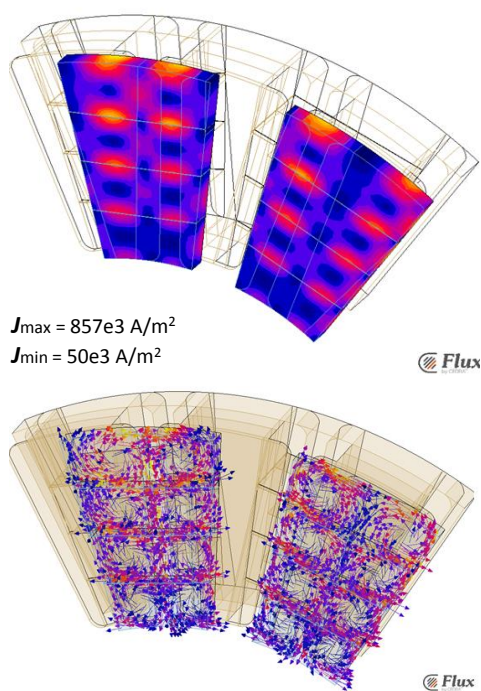 Jmax = 857e3 A/m²
Jmin = 50e3 A/m²
Flux
Flux